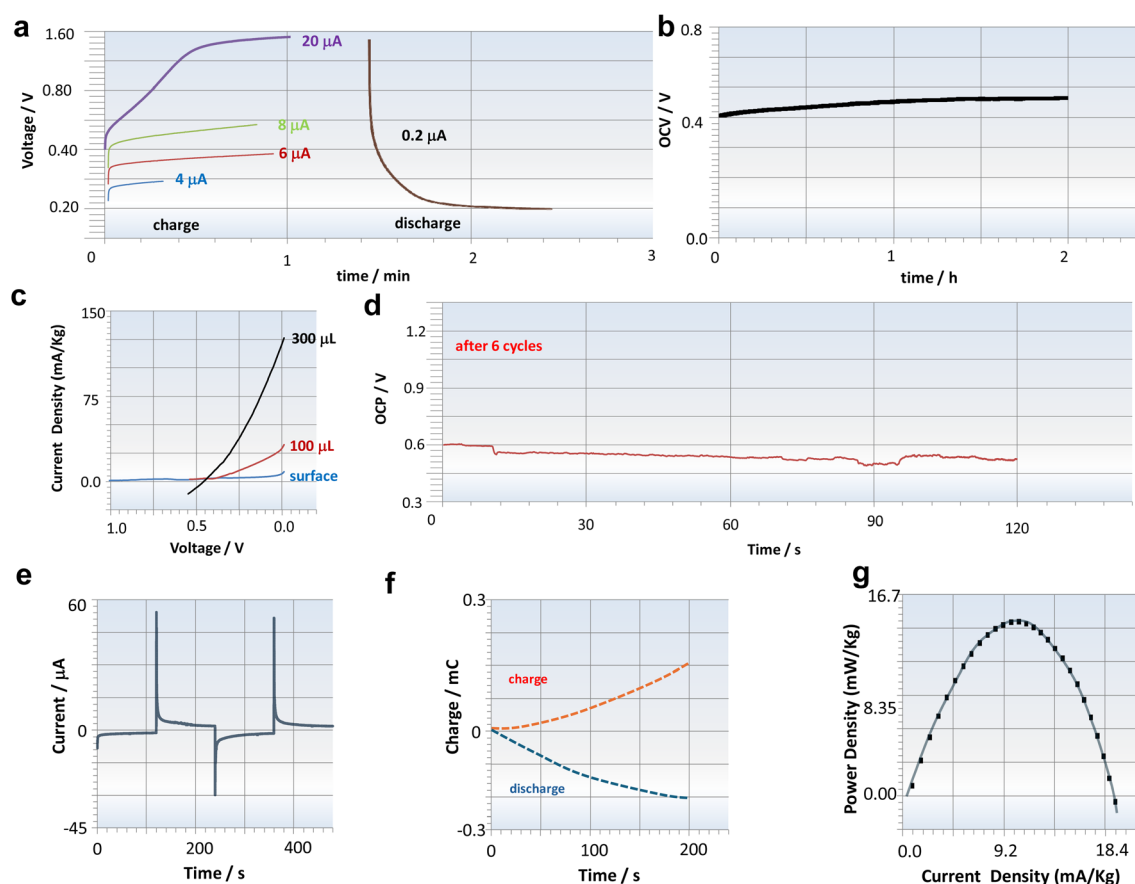 a
1.60
0.80
0.40
0.20
Voltage / V
20 μA
8 μA
6 μA
4 μA
0.2 μA
charge
discharge
0
1
2
3
time / min
b
0.8
0.4
0.0
OCV / V
0
1
2
time / h
c
150
75
0.0
Current Density (mA/Kg)
300 μL
100 μL
surface
1.0
0.5
0.0
Voltage / V
d
1.2
0.9
0.6
0.3
OCP / V
after 6 cycles
0
30
60
90
120
Time / s
e
60
0
-45
Current / μA
0
200
400
Time / s
f
0.3
0
-0.3
Charge / mC
charge
discharge
0
100
200
Time / s
g
16.7
8.35
0.00
Power Density (mW/Kg)
0.0
9.2
18.4
Current Density (mA/Kg)